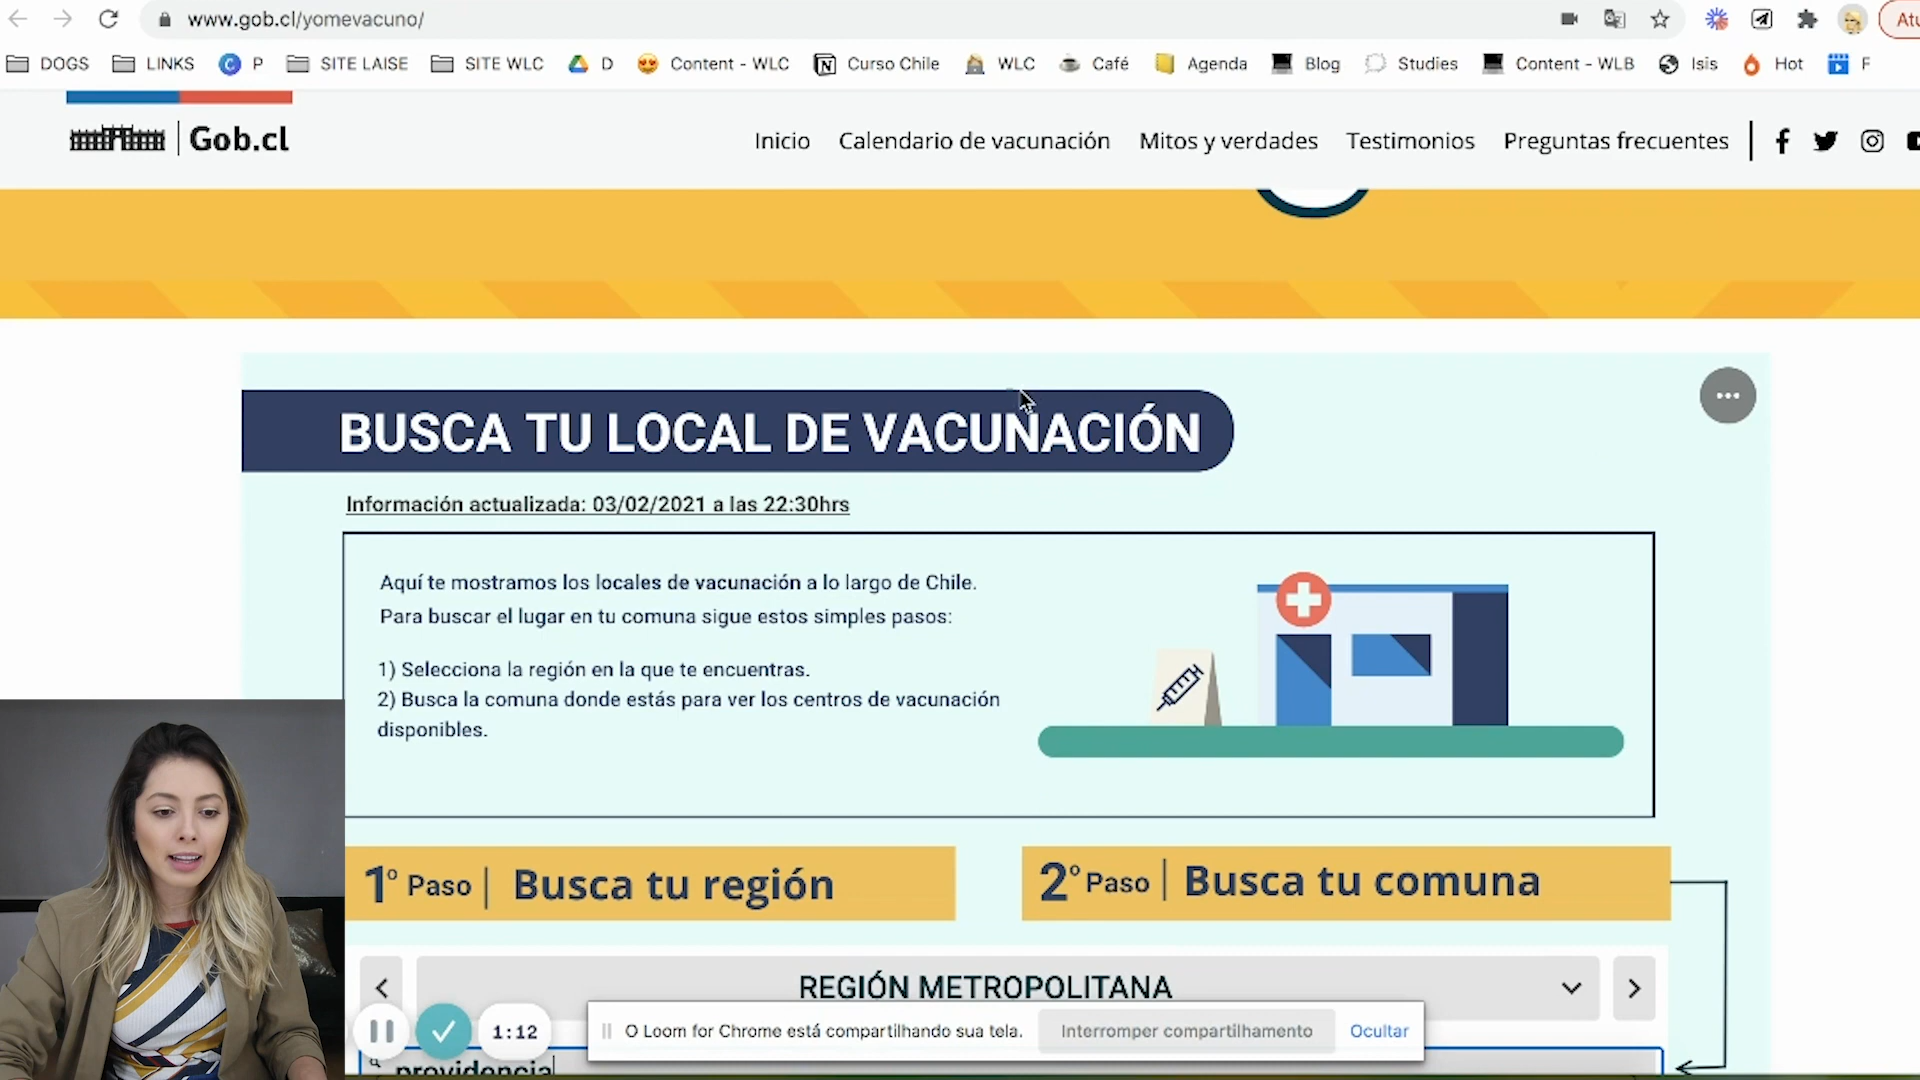 www.gob.cl/yomevacuno/
Atu
DOGS LINKS P SITE LAISE SITE WLC D Content - WLC Curso Chile WLC Café Agenda Blog Studies Content - WLB Isis Hot F
Gob.cl
Inicio Calendario de vacunación Mitos y verdades Testimonios Preguntas frecuentes
BUSCA TU LOCAL DE VACUNACIÓN
Información actualizada: 03/02/2021 a las 22:30hrs
Aquí te mostramos los locales de vacunación a lo largo de Chile.
Para buscar el lugar en tu comuna sigue estos simples pasos:
1) Selecciona la región en la que te encuentras.
2) Busca la comuna donde estás para ver los centros de vacunación
disponibles.
1º Paso | Busca tu región
2º Paso | Busca tu comuna
REGIÓN METROPOLITANA
1:12
O Loom for Chrome está compartilhando sua tela. Interromper compartilhamento Ocultar
providencia